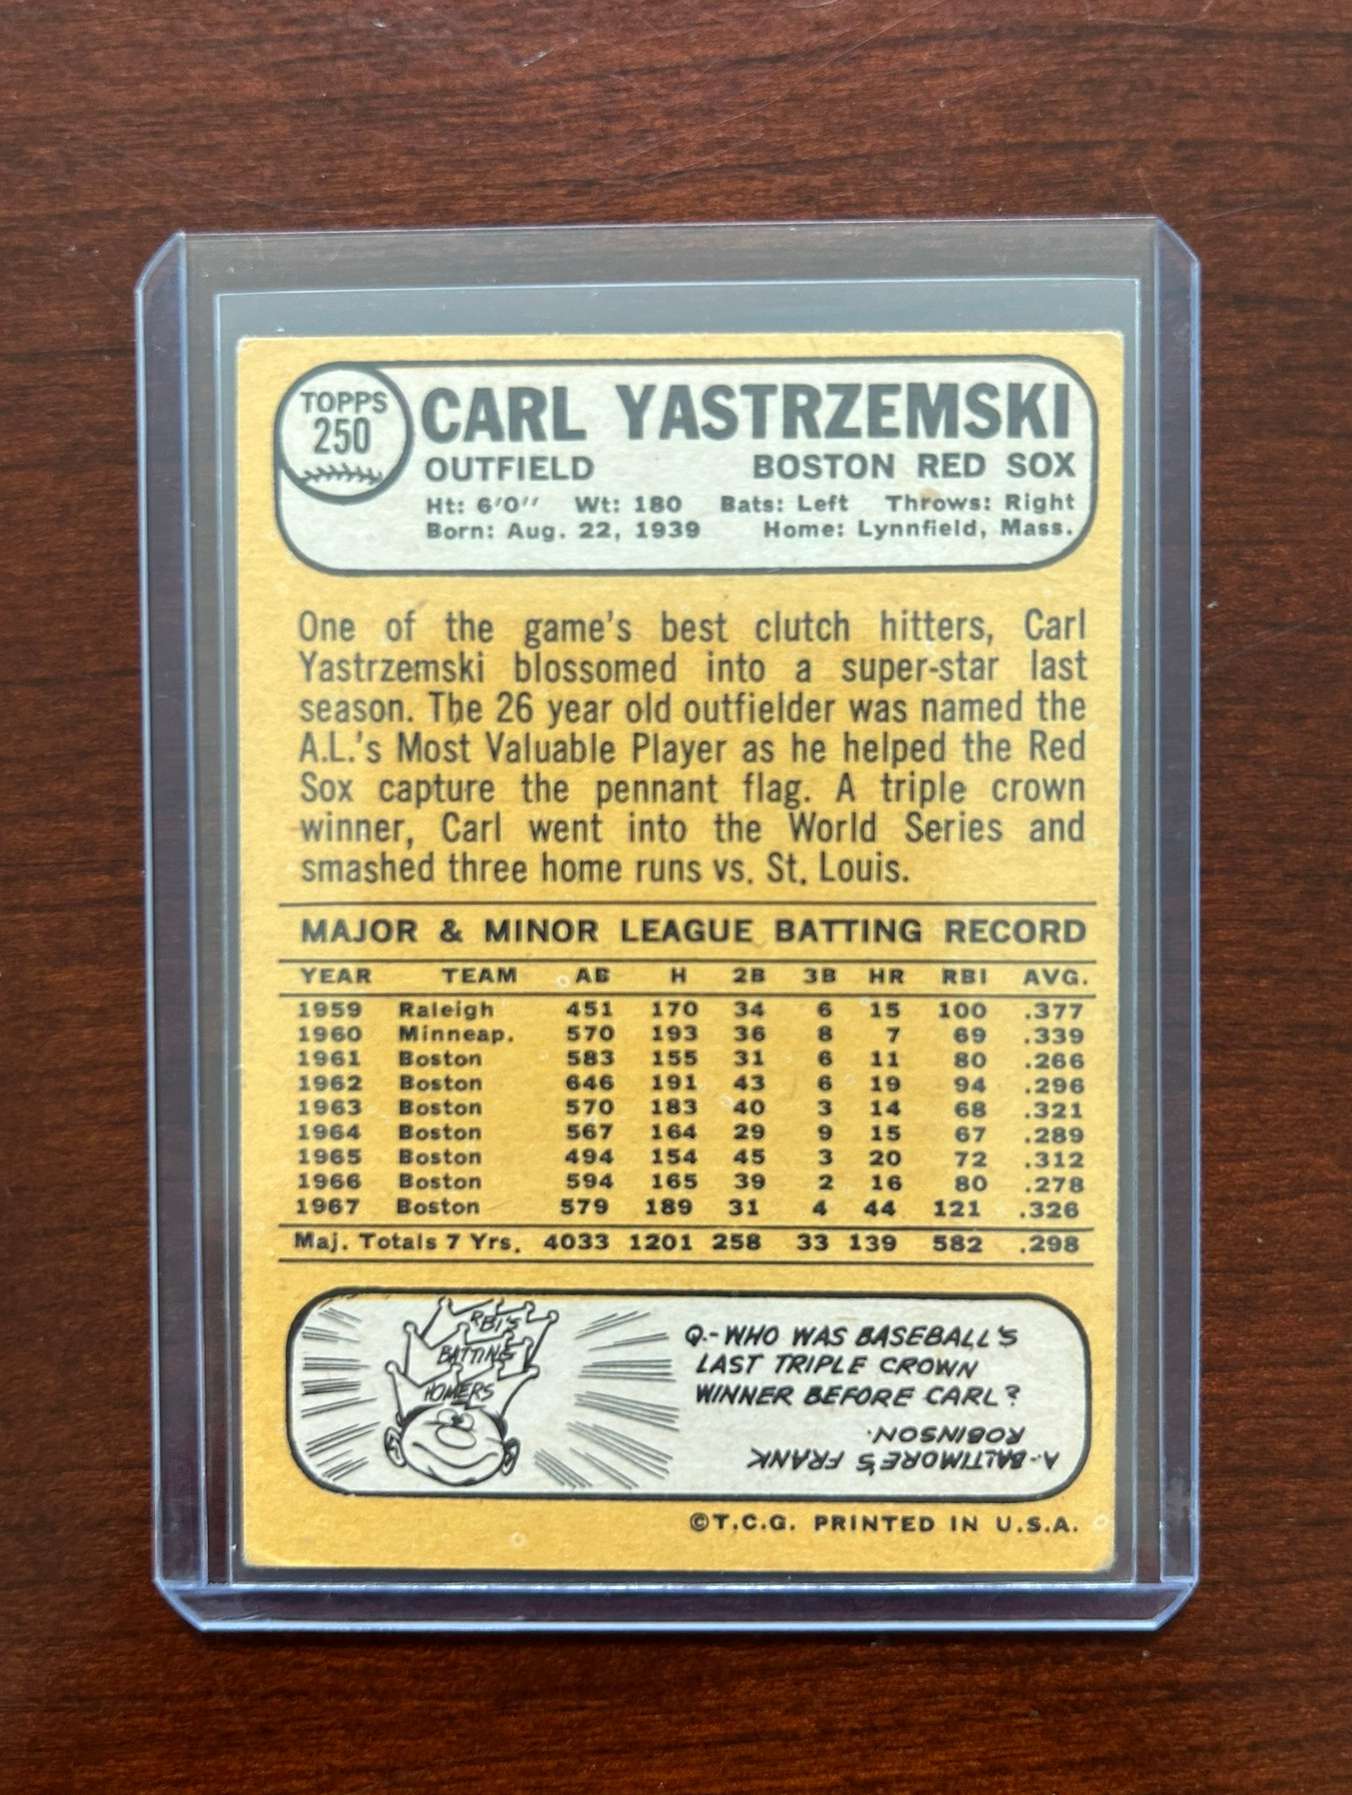 TOPPS
250
CARL YASTRZEMSKI
OUTFIELD BOSTON RED SOX
Ht: 6'0'' Wt: 180 Bats: Left Throws: Right
Born: Aug. 22, 1939 Home: Lynnfield, Mass.
One of the game's best clutch hitters, Carl
Yastrzemski blossomed into a super-star last
season. The 26 year old outfielder was named the
A.L.'s Most Valuable Player as he helped the Red
Sox capture the pennant flag. A triple crown
winner, Carl went into the World Series and
smashed three home runs vs. St. Louis.
MAJOR & MINOR LEAGUE BATTING RECORD
YEAR TEAM AB H 2B 3B HR RBI AVG.
1959 Raleigh 451 170 34 6 15 100 .377
1960 Minneap. 570 193 36 8 7 69 .339
1961 Boston 583 155 31 6 11 80 .266
1962 Boston 646 191 43 6 19 94 .296
1963 Boston 570 183 40 3 14 68 .321
1964 Boston 567 164 29 9 15 67 .289
1965 Boston 494 154 45 3 20 72 .312
1966 Boston 594 165 39 2 16 80 .278
1967 Boston 579 189 31 4 44 121 .326
Maj. Totals 7 Yrs. 4033 1201 258 33 139 582 .298
RBI'S
BATTING
HOMERS
Q.-WHO WAS BASEBALL'S
LAST TRIPLE CROWN
WINNER BEFORE CARL?
A.-BALTIMORE'S FRANK
ROBINSON.
©T.C.G. PRINTED IN U.S.A.